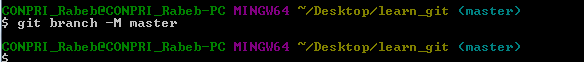 CONPRI_Rabeb@CONPRI_Rabeb-PC MINGW64 ~/Desktop/learn_git (master)
$ git branch -M master
CONPRI_Rabeb@CONPRI_Rabeb-PC MINGW64 ~/Desktop/learn_git (master)
$